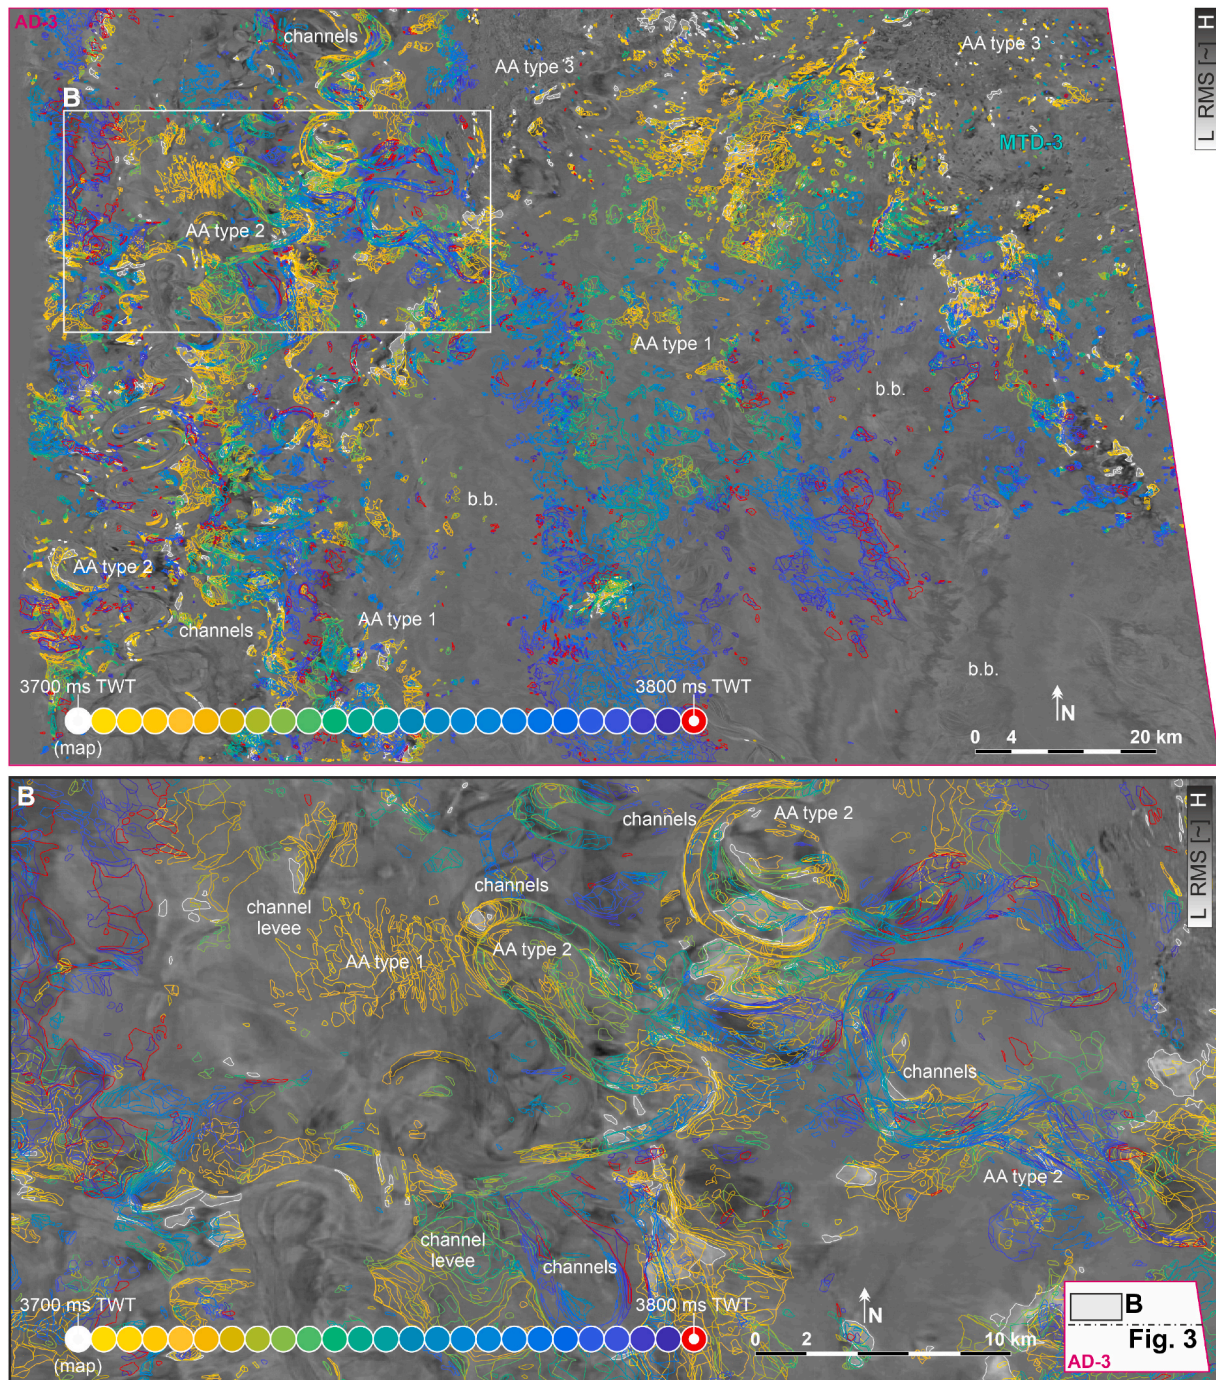 AD-3
channels
AA type 3
AA type 3
L RMS [~] H
B
MTD-3
AA type 2
AA type 1
b.b.
b.b.
AA type 2
AA type 1
channels
b.b.
3700 ms TWT
3800 ms TWT
(map)
N
0 4 20 km
B
channels
AA type 2
L RMS [~] H
channels
channel
levee
AA type 2
AA type 1
channels
AA type 2
channel
levee
channels
3700 ms TWT
3800 ms TWT
(map)
N
0 2 10 km
B
Fig. 3
AD-3